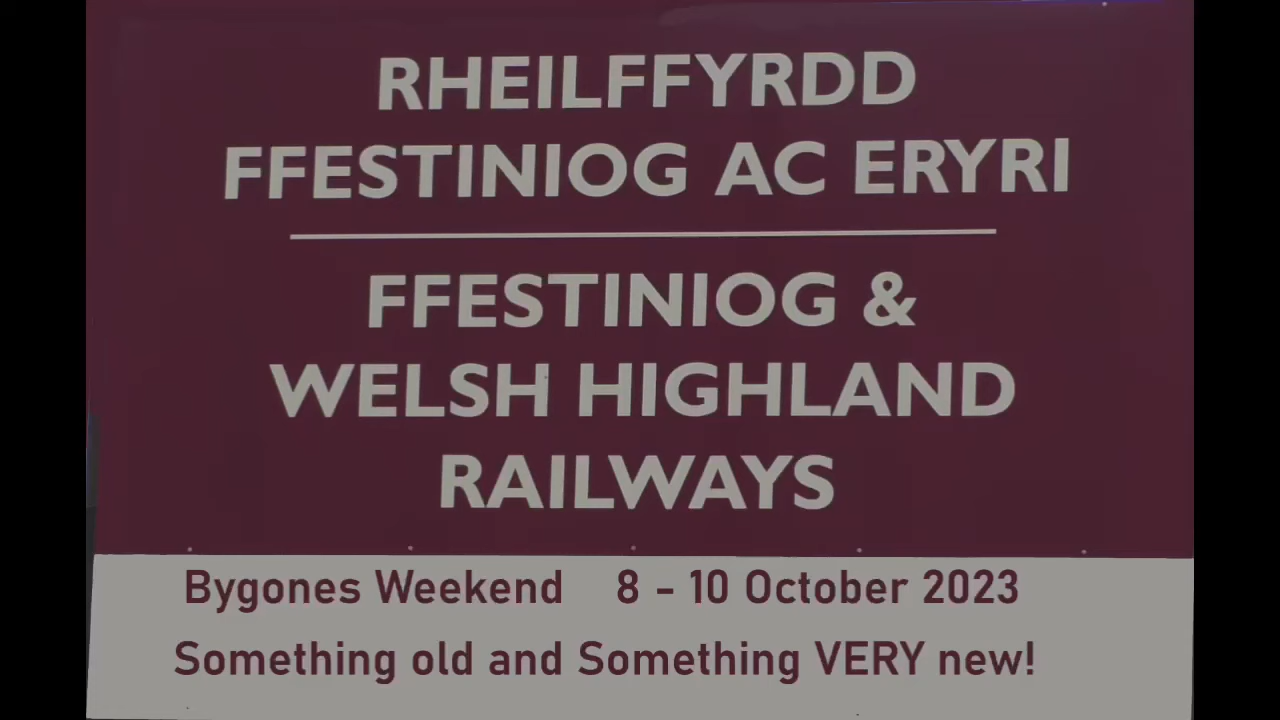 RHEILFFYRDD
FFESTINIOG AC ERYRI
FFESTINIOG &
WELSH HIGHLAND
RAILWAYS
Bygones Weekend 8 - 10 October 2023
Something old and Something VERY new!